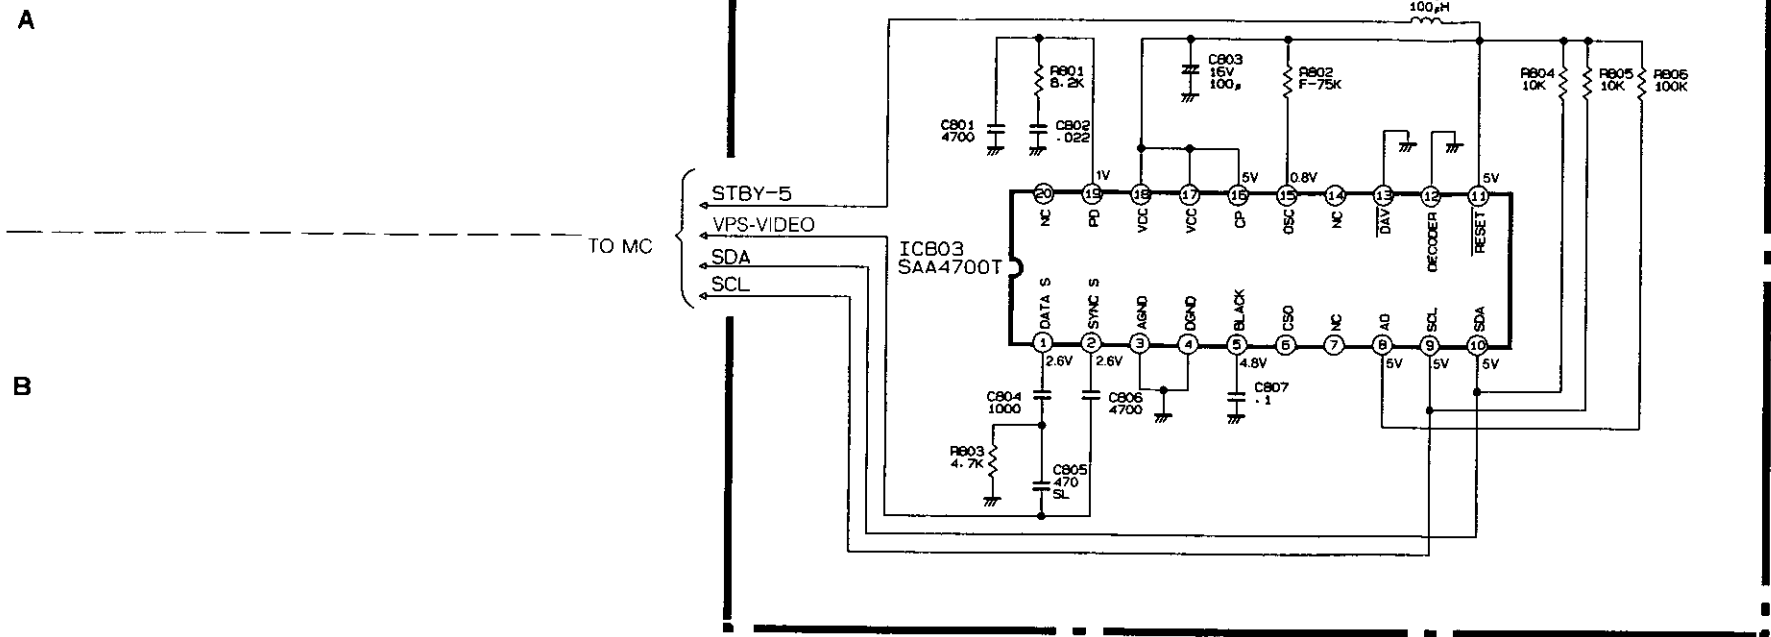 A
100µH
R801
8.2K
C803
16V
100µ
R802
F-75K
R804
10K
R805
10K
R806
100K
C801
4700
C802
.022
1V
5V
0.8V
5V
STBY-5
VPS-VIDEO
SDA
SCL
TO MC
20 19 18 17 16 15 14 13 12 11
NC
PD
VCC
VCC
CP
OSC
NC
DAV
DECODER
RESET
IC803
SAA4700T
DATA S
SYNC S
AGND
DGND
BLACK
CSO
NC
AO
SCL
SDA
1 2 3 4 5 6 7 8 9 10
2.6V
2.6V
4.8V
5V
5V
5V
B
C804
1000
C806
4700
C807
.1
R803
4.7K
C805
470
SL